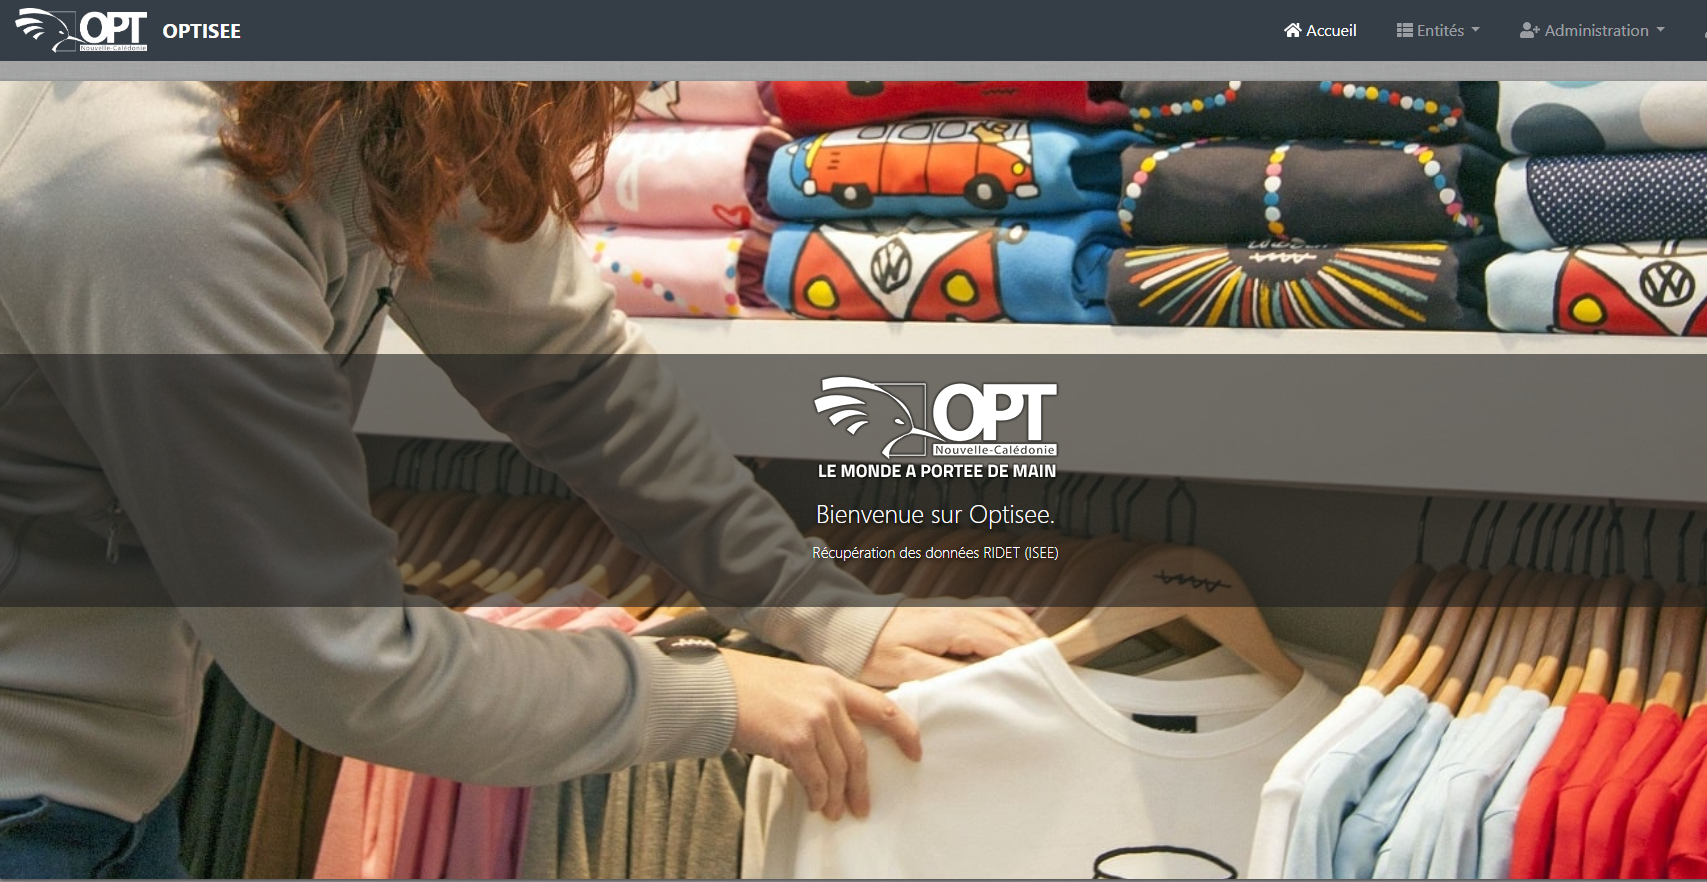 OPT
Nouvelle-Calédonie
OPTISEE
Accueil
Entités
Administration
you
OPT
Nouvelle-Calédonie
LE MONDE A PORTEE DE MAIN
Bienvenue sur Optisee.
Récupération des données RIDET (ISEE)